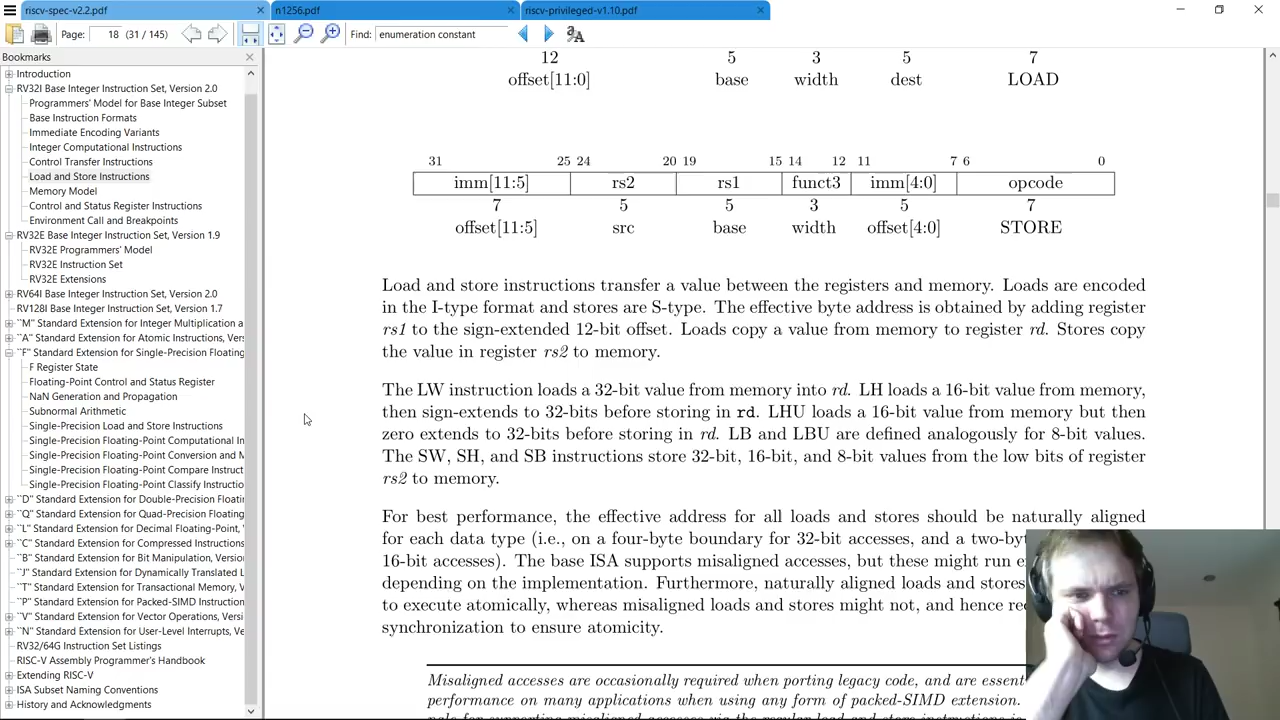 riscv-spec-v2.2.pdf
n1256.pdf
riscv-privileged-v1.10.pdf
Page: 18 (31 / 145)
Find: enumeration constant
Bookmarks
Introduction
RV32I Base Integer Instruction Set, Version 2.0
Programmers' Model for Base Integer Subset
Base Instruction Formats
Immediate Encoding Variants
Integer Computational Instructions
Control Transfer Instructions
Load and Store Instructions
Memory Model
Control and Status Register Instructions
Environment Call and Breakpoints
RV32E Base Integer Instruction Set, Version 1.9
RV32E Programmers' Model
RV32E Instruction Set
RV32E Extensions
RV64I Base Integer Instruction Set, Version 2.0
RV128I Base Integer Instruction Set, Version 1.7
``M'' Standard Extension for Integer Multiplication a
``A'' Standard Extension for Atomic Instructions, Vers
``F'' Standard Extension for Single-Precision Floating
F Register State
Floating-Point Control and Status Register
NaN Generation and Propagation
Subnormal Arithmetic
Single-Precision Load and Store Instructions
Single-Precision Floating-Point Computational In
Single-Precision Floating-Point Conversion and M
Single-Precision Floating-Point Compare Instruct
Single-Precision Floating-Point Classify Instructio
``D'' Standard Extension for Double-Precision Floati
``Q'' Standard Extension for Quad-Precision Floating
``L'' Standard Extension for Decimal Floating-Point,
``C'' Standard Extension for Compressed Instructions
``B'' Standard Extension for Bit Manipulation, Version
``J'' Standard Extension for Dynamically Translated L
``T'' Standard Extension for Transactional Memory, V
``P'' Standard Extension for Packed-SIMD Instruction
``V'' Standard Extension for Vector Operations, Versi
``N'' Standard Extension for User-Level Interrupts, Ve
RV32/64G Instruction Set Listings
RISC-V Assembly Programmer's Handbook
Extending RISC-V
ISA Subset Naming Conventions
History and Acknowledgments
12 5 3 5 7
offset[11:0] base width dest LOAD
31 25 24 20 19 15 14 12 11 7 6 0
imm[11:5] rs2 rs1 funct3 imm[4:0] opcode
7 5 5 3 5 7
offset[11:5] src base width offset[4:0] STORE
Load and store instructions transfer a value between the registers and memory. Loads are encoded
in the I-type format and stores are S-type. The effective byte address is obtained by adding register
rs1 to the sign-extended 12-bit offset. Loads copy a value from memory to register rd. Stores copy
the value in register rs2 to memory.
The LW instruction loads a 32-bit value from memory into rd. LH loads a 16-bit value from memory,
then sign-extends to 32-bits before storing in rd. LHU loads a 16-bit value from memory but then
zero extends to 32-bits before storing in rd. LB and LBU are defined analogously for 8-bit values.
The SW, SH, and SB instructions store 32-bit, 16-bit, and 8-bit values from the low bits of register
rs2 to memory.
For best performance, the effective address for all loads and stores should be naturally aligned
for each data type (i.e., on a four-byte boundary for 32-bit accesses, and a two-by
16-bit accesses). The base ISA supports misaligned accesses, but these might run e
depending on the implementation. Furthermore, naturally aligned loads and stores
to execute atomically, whereas misaligned loads and stores might not, and hence re
synchronization to ensure atomicity.
Misaligned accesses are occasionally required when porting legacy code, and are essent
performance on many applications when using any form of packed-SIMD extension.